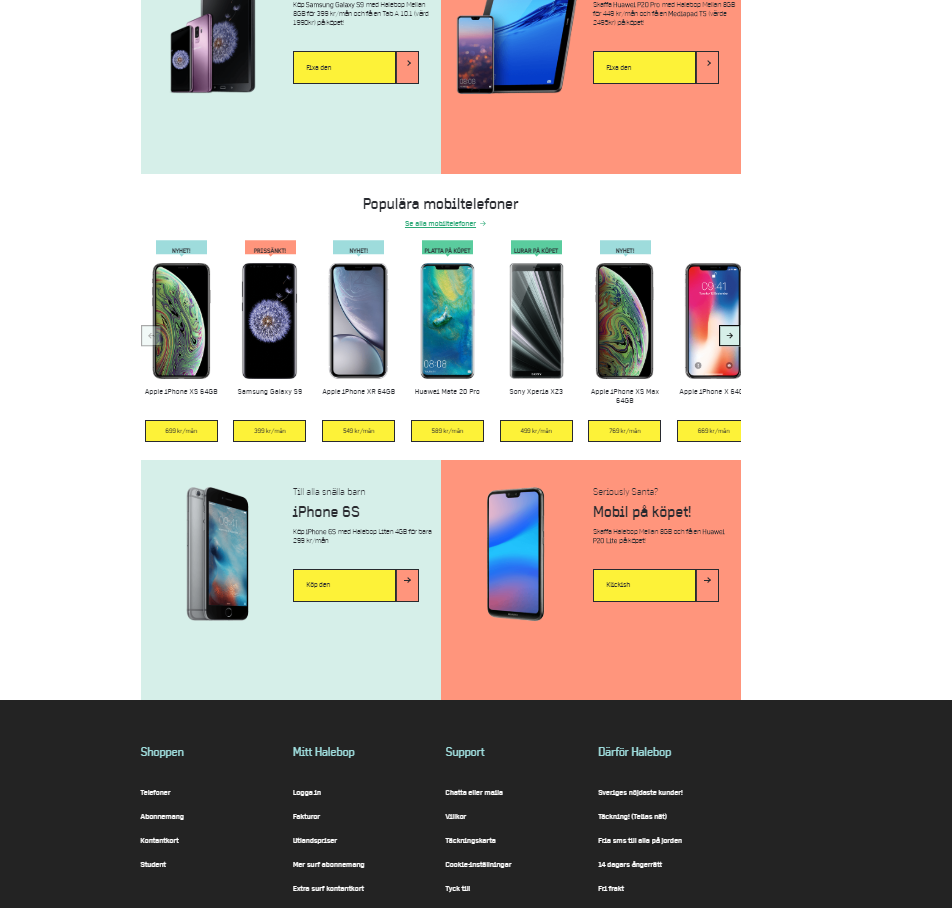 Köp Samsung Galaxy S9 med Halebop Mellan
8GB för 399 kr/mån och få en Tab A 10.1 (värd
1990kr) på köpet!
Fixa den
Skaffa Huawei P20 Pro med Halebop Mellan 8GB
för 449 kr/mån och få en Mediapad T5 (värde
2495kr) på köpet!
Fixa den
Populära mobiltelefoner
Se alla mobiltelefoner →
NYHET!
PRISSÄNKT!
NYHET!
PLATTA PÅ KÖPET
LURAR PÅ KÖPET
NYHET!
08:08
SONY
09:41
Apple iPhone XS 64GB
Samsung Galaxy S9
Apple iPhone XR 64GB
Huawei Mate 20 Pro
Sony Xperia XZ3
Apple iPhone XS Max
64GB
Apple iPhone X 64G
699 kr/mån
399 kr/mån
549 kr/mån
589 kr/mån
499 kr/mån
769 kr/mån
669 kr/mån
Till alla snälla barn
iPhone 6S
Köp iPhone 6S med Halebop Liten 4GB för bara
299 kr/mån
Köp den
Seriously Santa?
Mobil på köpet!
Skaffa Halebop Mellan 8GB och få en Huawei
P20 Lite på köpet!
Klickish
Shoppen
Telefoner
Abonnemang
Kontantkort
Student
Mitt Halebop
Logga in
Fakturor
Utlandspriser
Mer surf abonnemang
Extra surf kontantkort
Support
Chatta eller maila
Villkor
Täckningskarta
Cookie-inställningar
Tyck till
Därför Halebop
Sveriges nöjdaste kunder!
Täckning! (Telias nät)
Fria sms till alla på jorden
14 dagars ångerrätt
Fri frakt